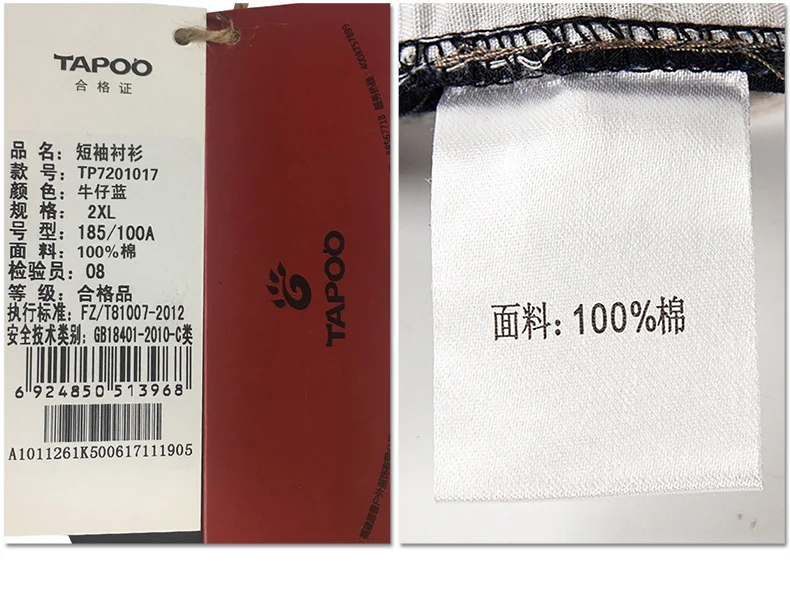 TAPOO
合格证
品 名：短袖衬衫
款 号：TP7201017
颜 色：牛仔蓝
规 格：2XL
号 型：185/100A
面 料：100%棉
检验员：08
等 级：合格品
执行标准：FZ/T81007-2012
安全技术类别：GB18401-2010-C类
6 924850 513968
A1011261K500617111905
TAPOO
面料：100%棉